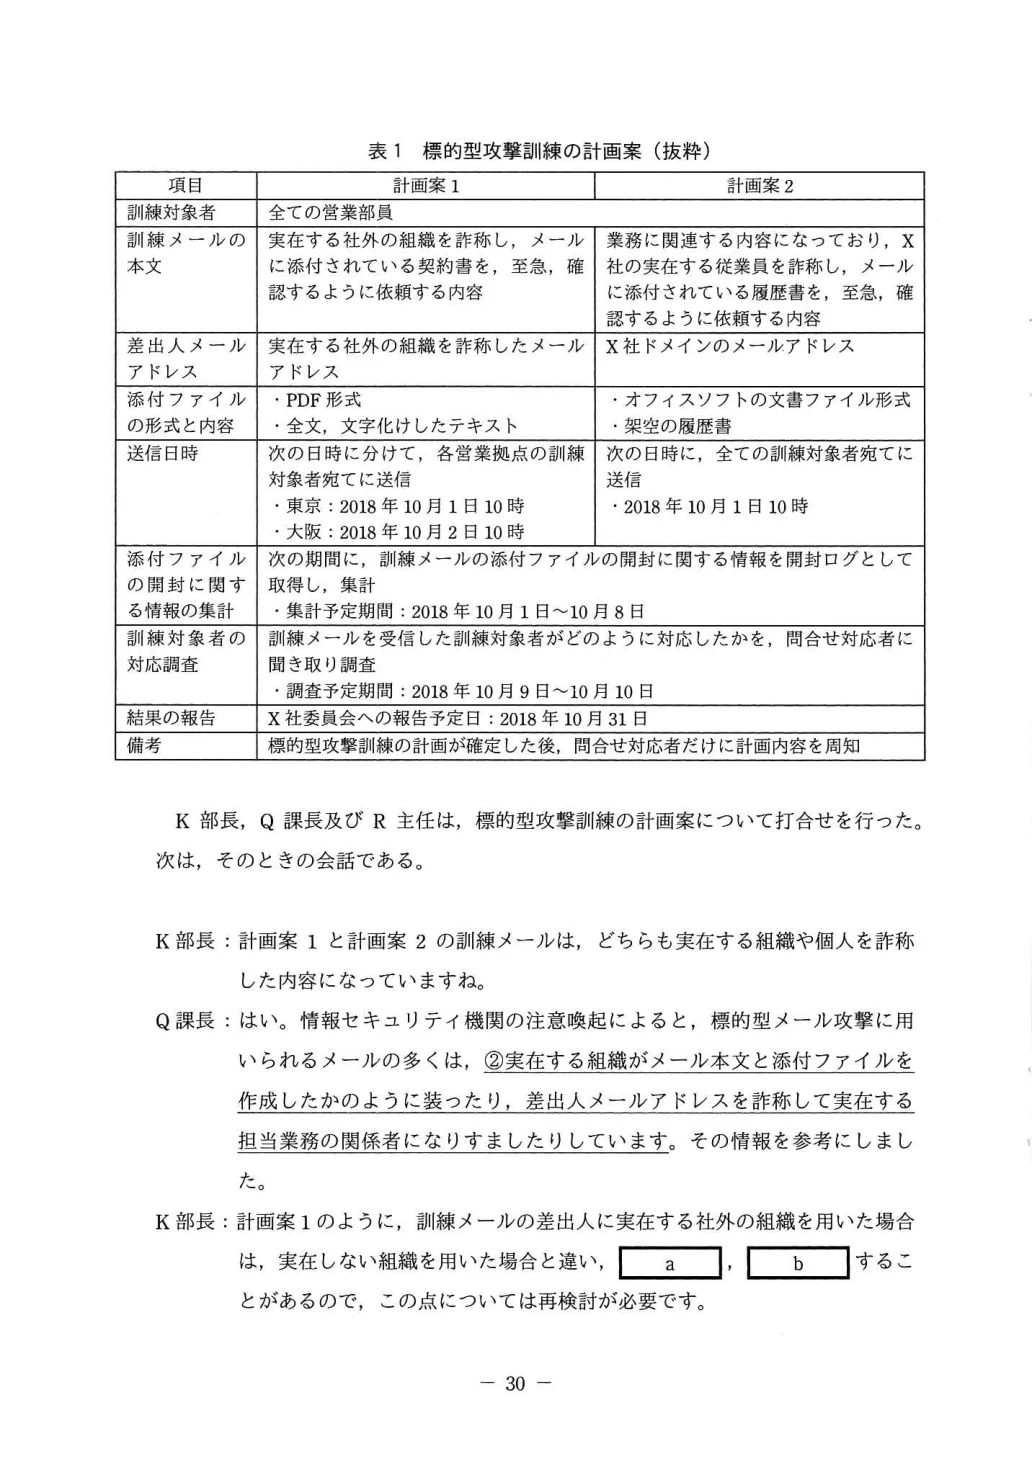 表1 標的型攻撃訓練の計画案（抜粋）
項目 計画案1 計画案2
訓練対象者 全ての営業部員
訓練メールの本文 実在する社外の組織を詐称し，メールに添付されている契約書を，至急，確認するように依頼する内容 業務に関連する内容になっており，X社の実在する従業員を詐称し，メールに添付されている履歴書を，至急，確認するように依頼する内容
差出人メールアドレス 実在する社外の組織を詐称したメールアドレス X社ドメインのメールアドレス
添付ファイルの形式と内容 ・PDF形式 ・全文，文字化けしたテキスト ・オフィスソフトの文書ファイル形式 ・架空の履歴書
送信日時 次の日時に分けて，各営業拠点の訓練対象者宛てに送信 ・東京：2018年10月1日10時 ・大阪：2018年10月2日10時 次の日時に，全ての訓練対象者宛てに送信 ・2018年10月1日10時
添付ファイルの開封に関する情報の集計 次の期間に，訓練メールの添付ファイルの開封に関する情報を開封ログとして取得し，集計 ・集計予定期間：2018年10月1日～10月8日
訓練対象者の対応調査 訓練メールを受信した訓練対象者がどのように対応したかを，問合せ対応者に聞き取り調査 ・調査予定期間：2018年10月9日～10月10日
結果の報告 X社委員会への報告予定日：2018年10月31日
備考 標的型攻撃訓練の計画が確定した後，問合せ対応者だけに計画内容を周知
K部長，Q課長及びR主任は，標的型攻撃訓練の計画案について打合せを行った。
次は，そのときの会話である。
K部長：計画案1と計画案2の訓練メールは，どちらも実在する組織や個人を詐称
した内容になっていますね。
Q課長：はい。情報セキュリティ機関の注意喚起によると，標的型メール攻撃に用
いられるメールの多くは，②実在する組織がメール本文と添付ファイルを
作成したかのように装ったり，差出人メールアドレスを詐称して実在する
担当業務の関係者になりすましたりしています。その情報を参考にしまし
た。
K部長：計画案1のように，訓練メールの差出人に実在する社外の組織を用いた場合
は，実在しない組織を用いた場合と違い， a ， b するこ
とがあるので，この点については再検討が必要です。
－ 30 －